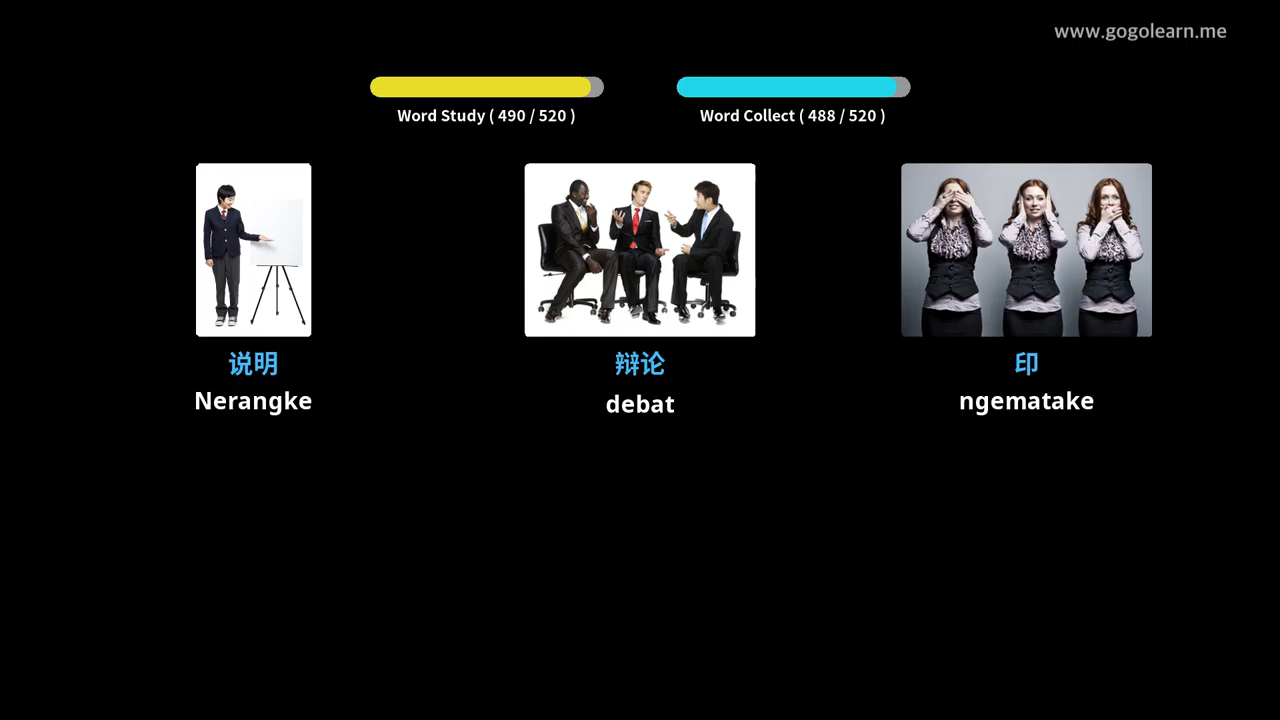 www.gogolearn.me
Word Study ( 490 / 520 )
Word Collect ( 488 / 520 )
说明
辩论
印
Nerangke
debat
ngematake